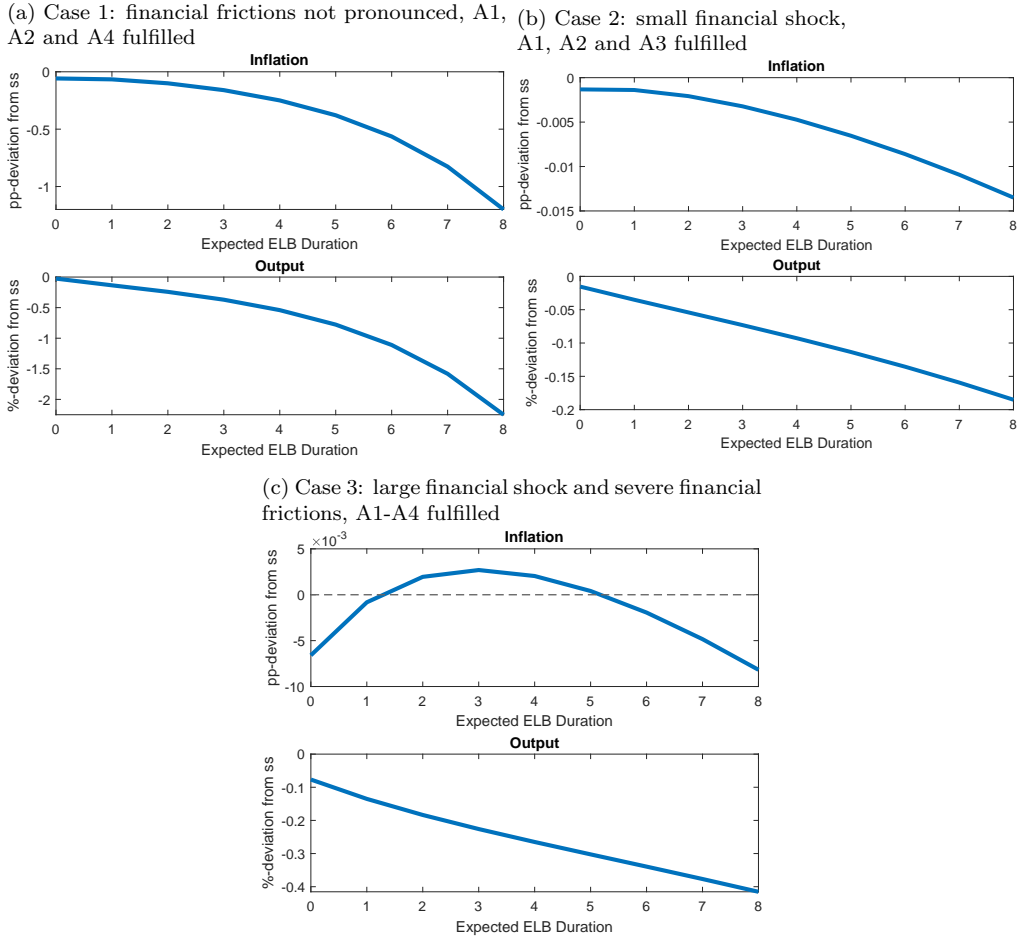 (a) Case 1: financial frictions not pronounced, A1,
A2 and A4 fulfilled
Inflation
pp-deviation from ss
0
-0.5
-1
0 1 2 3 4 5 6 7 8
Expected ELB Duration
Output
%-deviation from ss
0
-0.5
-1
-1.5
-2
0 1 2 3 4 5 6 7 8
Expected ELB Duration
(b) Case 2: small financial shock,
A1, A2 and A3 fulfilled
Inflation
pp-deviation from ss
0
-0.005
-0.01
-0.015
0 1 2 3 4 5 6 7 8
Expected ELB Duration
Output
%-deviation from ss
0
-0.05
-0.1
-0.15
-0.2
0 1 2 3 4 5 6 7 8
Expected ELB Duration
(c) Case 3: large financial shock and severe financial
frictions, A1-A4 fulfilled
×10⁻³
Inflation
pp-deviation from ss
5
0
-5
-10
0 1 2 3 4 5 6 7 8
Expected ELB Duration
Output
%-deviation from ss
0
-0.1
-0.2
-0.3
-0.4
0 1 2 3 4 5 6 7 8
Expected ELB Duration